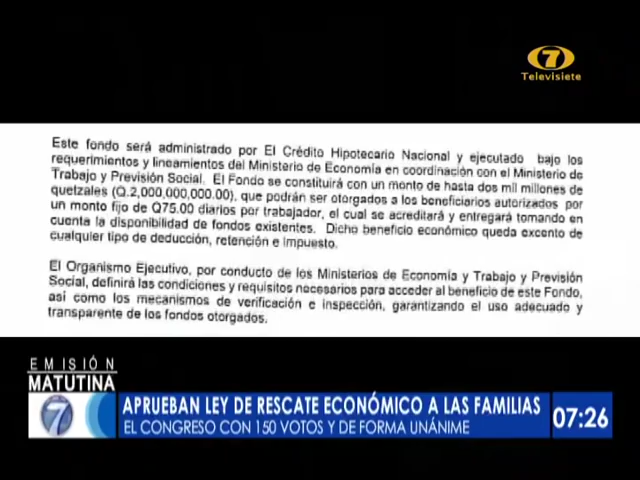 7
Televisiete
Este fondo será administrado por El Crédito Hipotecario Nacional y ejecutado bajo los
requerimientos y lineamientos del Ministerio de Economía en coordinación con el Ministerio de
Trabajo y Previsión Social. El Fondo se constituirá con un monto de hasta dos mil millones de
quetzales (Q.2,000,000,000.00), que podrán ser otorgados a los beneficiarios autorizados por
un monto fijo de Q75.00 diarios por trabajador, el cual se acreditará y entregará tomando en
cuenta la disponibilidad de fondos existentes. Dicho beneficio económico queda excento de
cualquier tipo de deducción, retención e impuesto.
El Organismo Ejecutivo, por conducto de los Ministerios de Economía y Trabajo y Previsión
Social, definirá las condiciones y requisitos necesarios para acceder al beneficio de este Fondo,
así como los mecanismos de verificación e inspección, garantizando el uso adecuado y
transparente de los fondos otorgados.
EMISIÓN
MATUTINA
7
APRUEBAN LEY DE RESCATE ECONÓMICO A LAS FAMILIAS
EL CONGRESO CON 150 VOTOS Y DE FORMA UNÁNIME
07:26